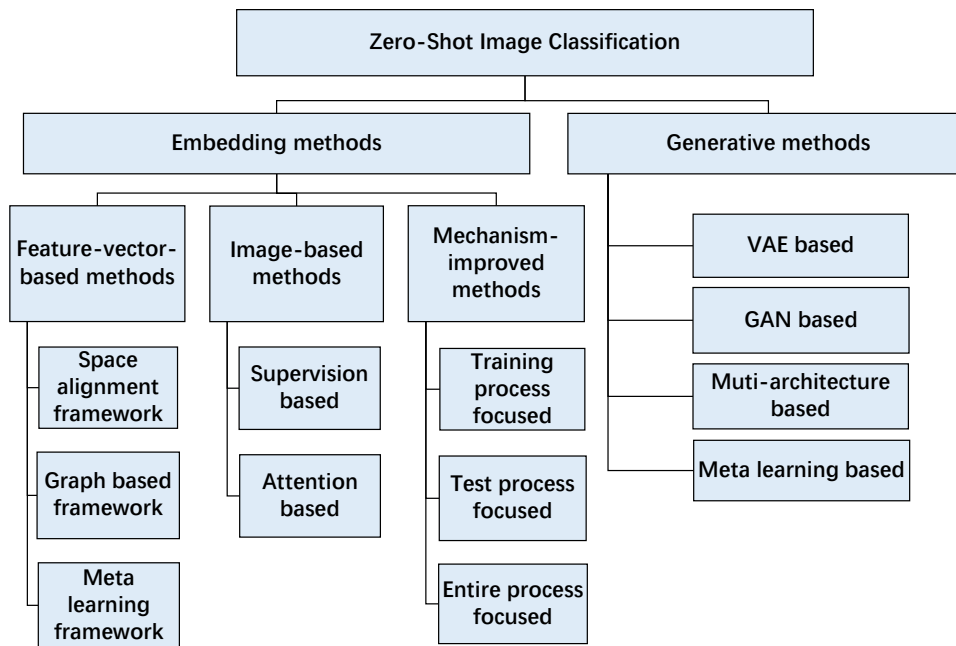 Zero-Shot Image Classification
Embedding methods
Generative methods
Feature-vector-
based methods
Image-based
methods
Mechanism-
improved
methods
Space
alignment
framework
Graph based
framework
Meta
learning
framework
Supervision
based
Attention
based
Training
process
focused
Test process
focused
Entire process
focused
VAE based
GAN based
Muti-architecture
based
Meta learning based